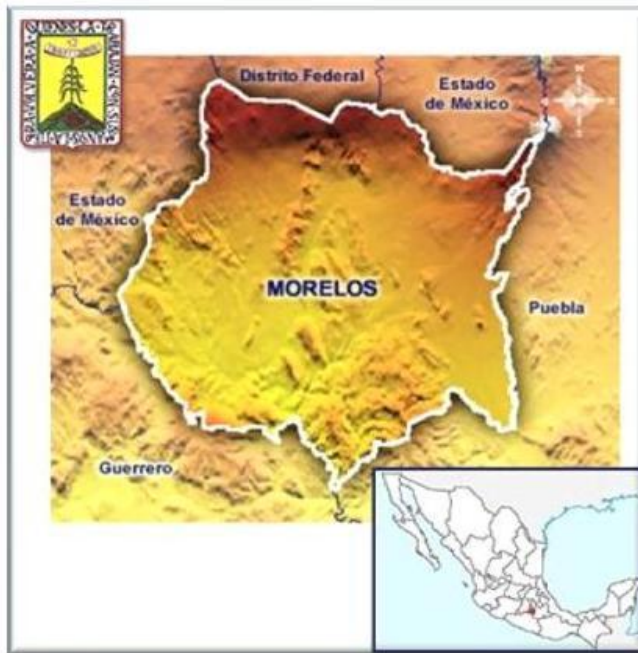 Distrito Federal
Estado
de México
Estado
de México
MORELOS
Puebla
Guerrero